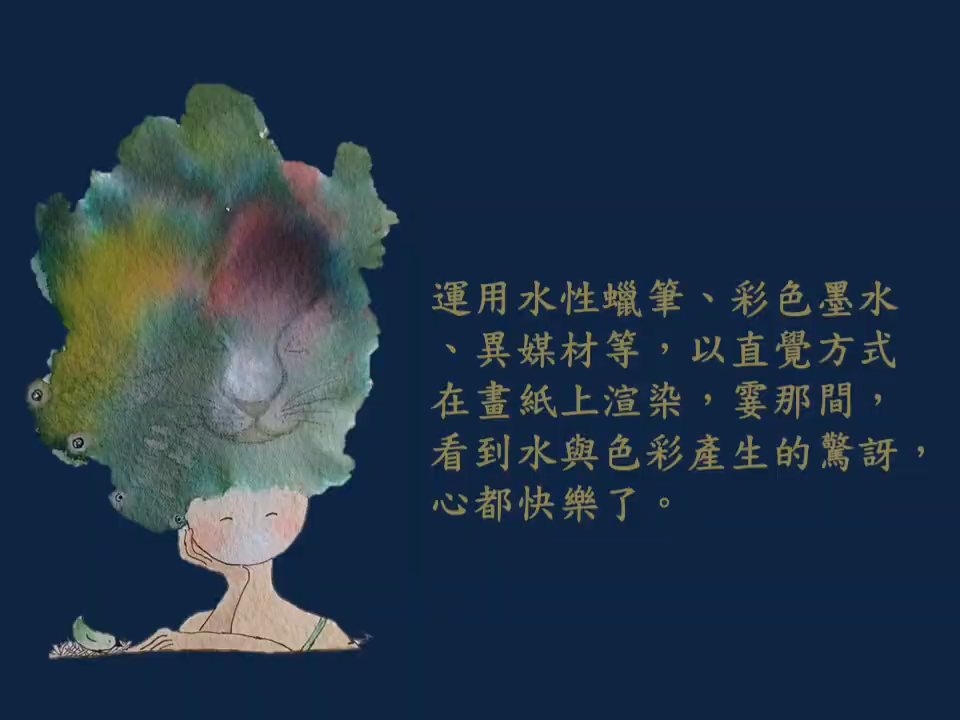 運用水性蠟筆、彩色墨水
、異媒材等，以直覺方式
在畫紙上渲染，霎那間，
看到水與色彩產生的驚訝，
心都快樂了。